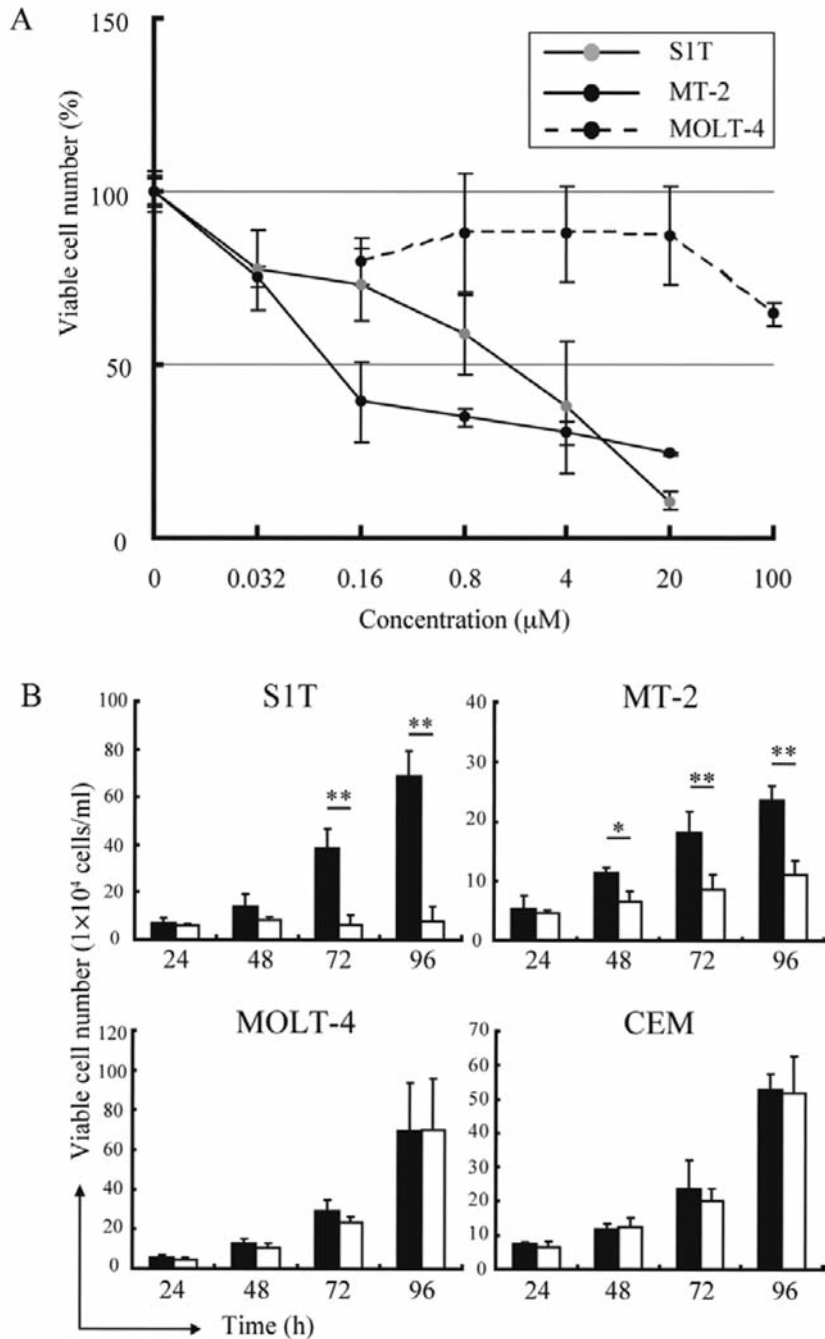 A
150
100
50
0
Viable cell number (%)
S1T
MT-2
MOLT-4
0 0.032 0.16 0.8 4 20 100
Concentration (µM)
B
Viable cell number (1×10⁴ cells/ml)
S1T
100
80
60
40
20
0
**
**
24 48 72 96
MT-2
40
30
20
10
0
*
**
**
24 48 72 96
MOLT-4
120
100
80
60
40
20
0
24 48 72 96
CEM
70
60
50
40
30
20
10
0
24 48 72 96
Time (h)